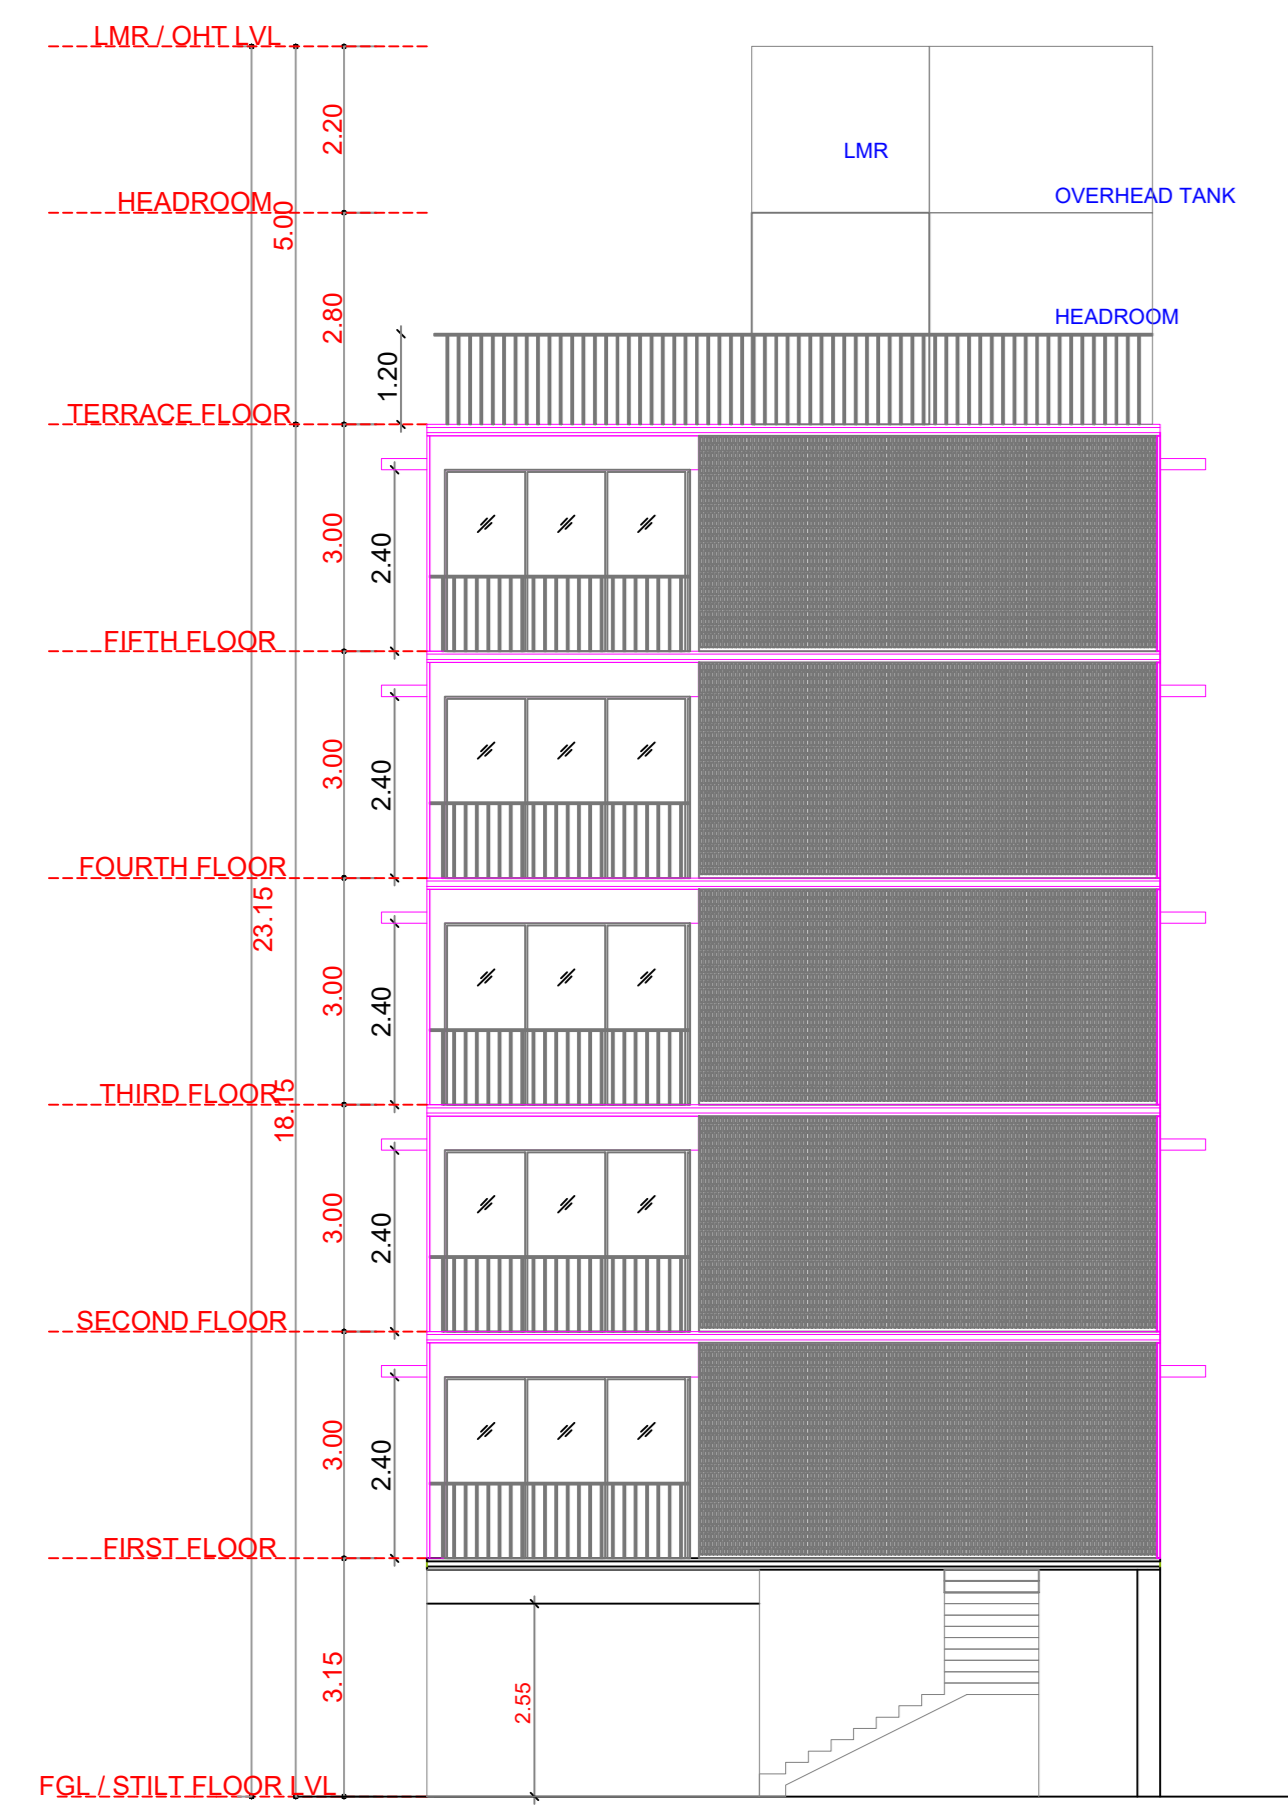 LMR / OHT LVL
2.20
LMR
HEADROOM
OVERHEAD TANK
5.00
2.80
HEADROOM
1.20
TERRACE FLOOR
3.00
2.40
FIFTH FLOOR
3.00
2.40
FOURTH FLOOR
23.15
3.00
2.40
THIRD FLOOR
18.15
3.00
2.40
SECOND FLOOR
3.00
2.40
FIRST FLOOR
3.15
2.55
FGL / STILT FLOOR LVL